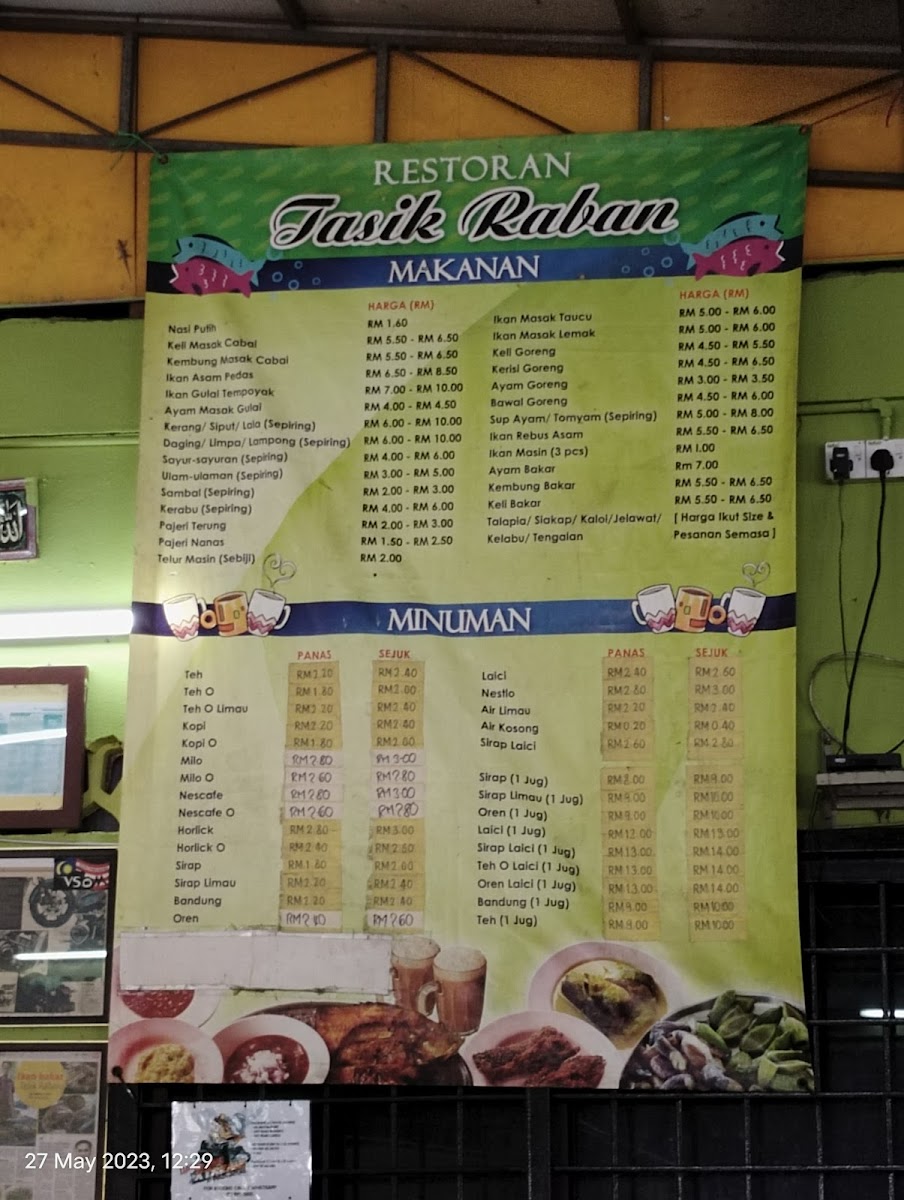 RESTORAN
Tasik Raban
MAKANAN
HARGA (RM)
Nasi Putih RM 1.60
Keli Masak Cabai RM 5.50 - RM 6.50
Kembung Masak Cabai RM 5.50 - RM 6.50
Ikan Asam Pedas RM 6.50 - RM 8.50
Ikan Gulai Tempoyak RM 7.00 - RM 10.00
Ayam Masak Gulai RM 4.00 - RM 4.50
Kerang/ Siput/ Lala (Sepiring) RM 6.00 - RM 10.00
Daging/ Limpa/ Lampong (Sepiring) RM 6.00 - RM 10.00
Sayur-sayuran (Sepiring) RM 4.00 - RM 6.00
Ulam-ulaman (Sepiring) RM 3.00 - RM 5.00
Sambal (Sepiring) RM 2.00 - RM 3.00
Kerabu (Sepiring) RM 4.00 - RM 6.00
Pajeri Terung RM 2.00 - RM 3.00
Pajeri Nanas RM 1.50 - RM 2.50
Telur Masin (Sebiji) RM 2.00
HARGA (RM)
Ikan Masak Taucu RM 5.00 - RM 6.00
Ikan Masak Lemak RM 5.00 - RM 6.00
Keli Goreng RM 4.50 - RM 5.50
Kerisi Goreng RM 4.50 - RM 6.50
Ayam Goreng RM 3.00 - RM 3.50
Bawal Goreng RM 4.50 - RM 6.00
Sup Ayam/ Tomyam (Sepiring) RM 5.00 - RM 8.00
Ikan Rebus Asam RM 5.50 - RM 6.50
Ikan Masin (3 pcs) RM 1.00
Ayam Bakar Rm 7.00
Kembung Bakar RM 5.50 - RM 6.50
Keli Bakar RM 5.50 - RM 6.50
Talapia/ Siakap/ Kaloi/Jelawat/ [ Harga Ikut Size &
Kelabu/ Tengalan Pesanan Semasa ]
MINUMAN
PANAS SEJUK
Teh RM2.20 RM2.40
Teh O RM1.80 RM2.00
Teh O Limau RM2.20 RM2.40
Kopi RM2.20 RM2.40
Kopi O RM1.80 RM2.00
Milo RM2.80 RM3.00
Milo O RM2.60 RM2.80
Nescafe RM2.80 RM3.00
Nescafe O RM2.60 RM2.80
Horlick RM2.80 RM3.00
Horlick O RM2.40 RM2.60
Sirap RM1.80 RM2.00
Sirap Limau RM2.20 RM2.40
Bandung RM2.20 RM2.40
Oren RM2.40 RM2.60
PANAS SEJUK
Laici RM2.40 RM2.60
Neslo RM2.80 RM3.00
Air Limau RM2.20 RM2.40
Air Kosong RM0.20 RM0.40
Sirap Laici RM2.60 RM2.80
Sirap (1 Jug) RM8.00 RM9.00
Sirap Limau (1 Jug) RM9.00 RM10.00
Oren (1 Jug) RM9.00 RM10.00
Laici (1 Jug) RM12.00 RM13.00
Sirap Laici (1 Jug) RM13.00 RM14.00
Teh O Laici (1 Jug) RM13.00 RM14.00
Oren Laici (1 Jug) RM13.00 RM14.00
Bandung (1 Jug) RM9.00 RM10.00
Teh (1 Jug) RM9.00 RM10.00
27 May 2023, 12:29